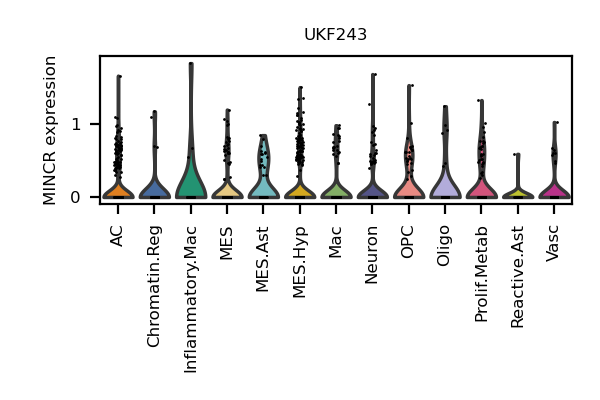 UKF243
MINCR expression
1
0
AC
Chromatin.Reg
Inflammatory.Mac
MES
MES.Ast
MES.Hyp
Mac
Neuron
OPC
Oligo
Prolif.Metab
Reactive.Ast
Vasc